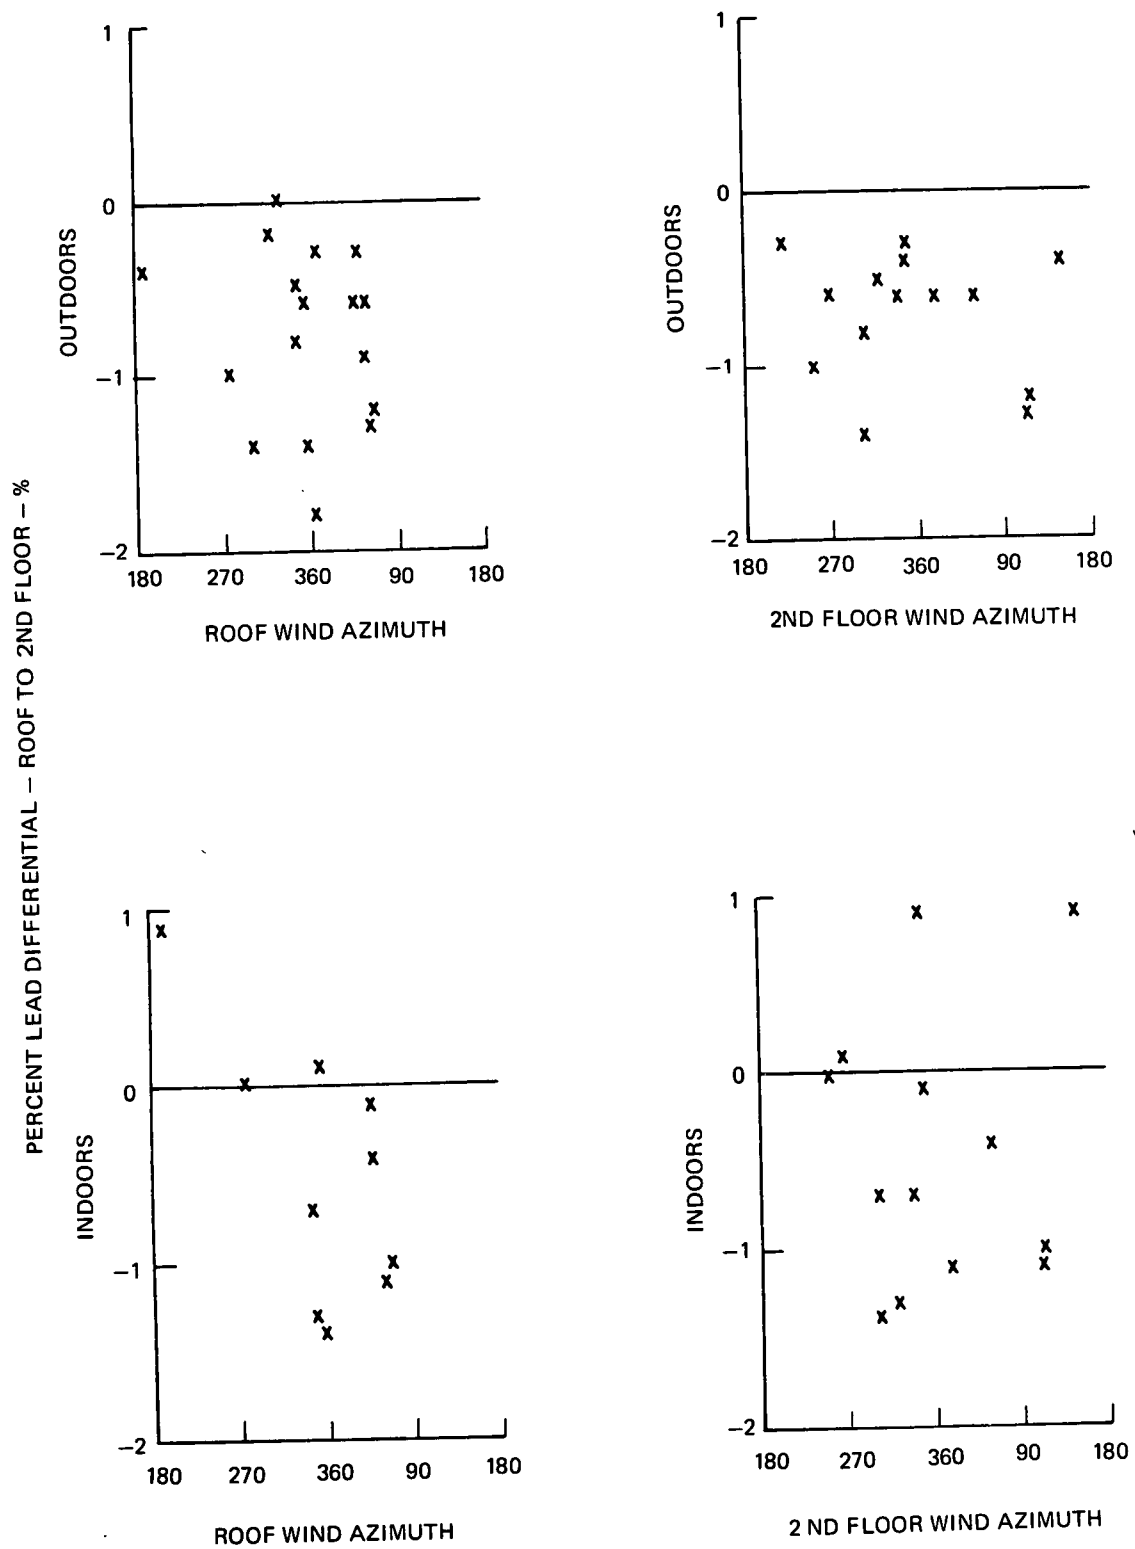 PERCENT LEAD DIFFERENTIAL – ROOF TO 2ND FLOOR – %
OUTDOORS
1
0
–1
–2
180 270 360 90 180
ROOF WIND AZIMUTH
OUTDOORS
1
0
–1
–2
180 270 360 90 180
2ND FLOOR WIND AZIMUTH
INDOORS
1
0
–1
–2
180 270 360 90 180
ROOF WIND AZIMUTH
INDOORS
1
0
–1
–2
180 270 360 90 180
2 ND FLOOR WIND AZIMUTH